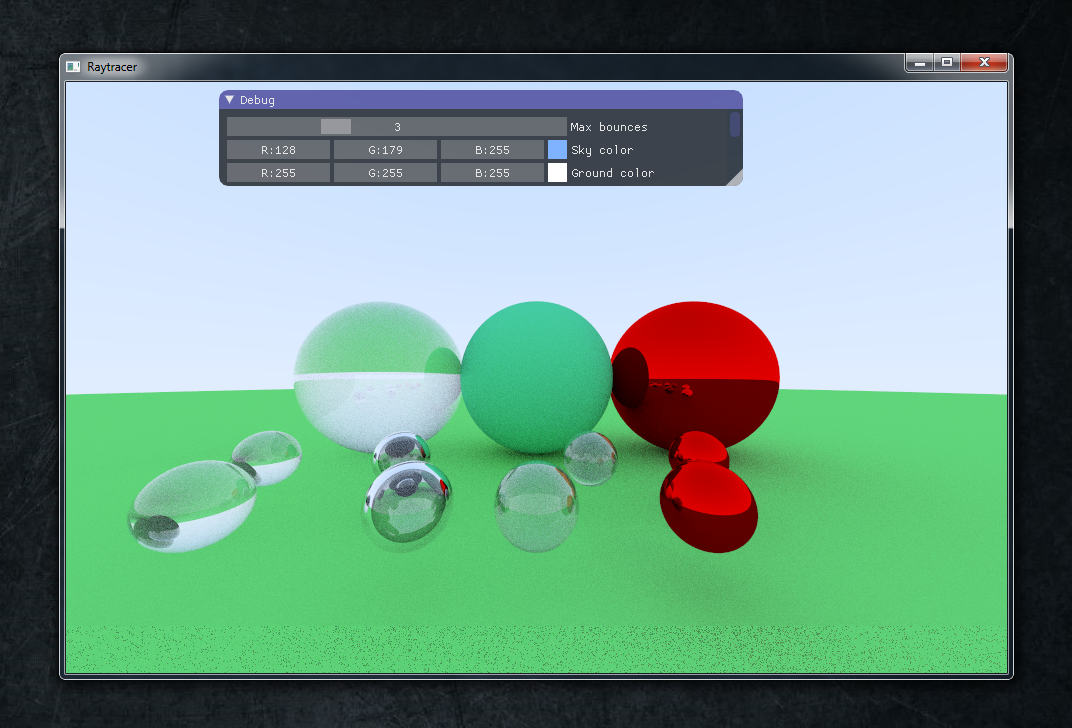 Raytracer
Debug
3 Max bounces
R:128 G:179 B:255 Sky color
R:255 G:255 B:255 Ground color